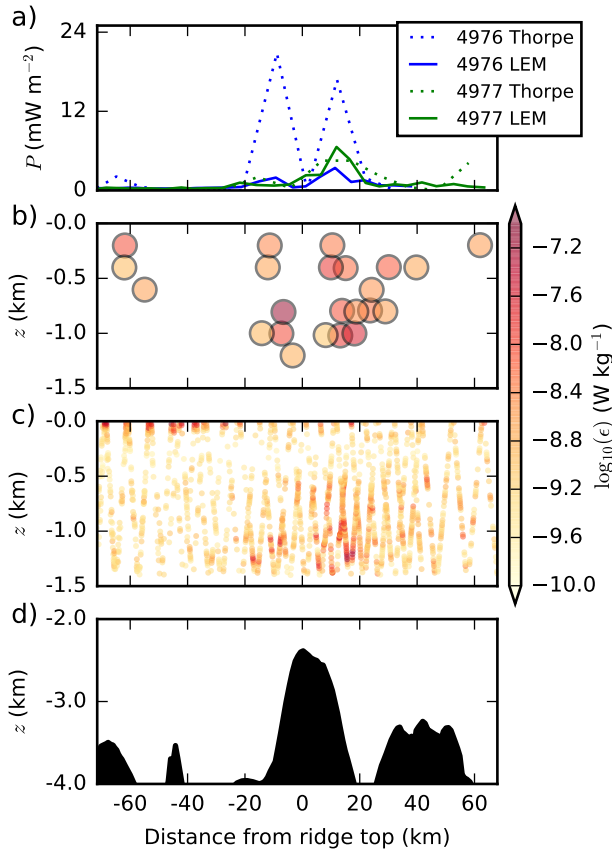 a)
24
12
0
P (mW m⁻²)
4976 Thorpe
4976 LEM
4977 Thorpe
4977 LEM
b)
-0.0
-0.5
-1.0
-1.5
z (km)
c)
-0.0
-0.5
-1.0
-1.5
z (km)
−7.2
−7.6
−8.0
−8.4
−8.8
−9.2
−9.6
−10.0
log₁₀(ϵ) (W kg⁻¹)
d)
-2.0
-3.0
-4.0
z (km)
-60 -40 -20 0 20 40 60
Distance from ridge top (km)